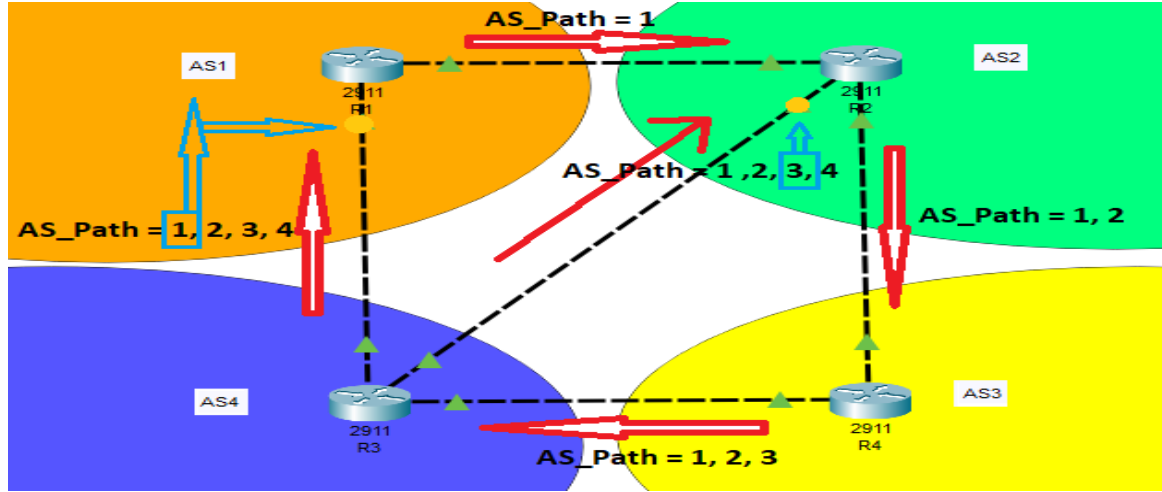 AS_Path = 1
AS1
2911
R1
2911
R2
AS2
AS_Path = 1 ,2, 3, 4
AS_Path = 1, 2, 3, 4
AS_Path = 1, 2
AS4
2911
R3
2911
R4
AS3
AS_Path = 1, 2, 3